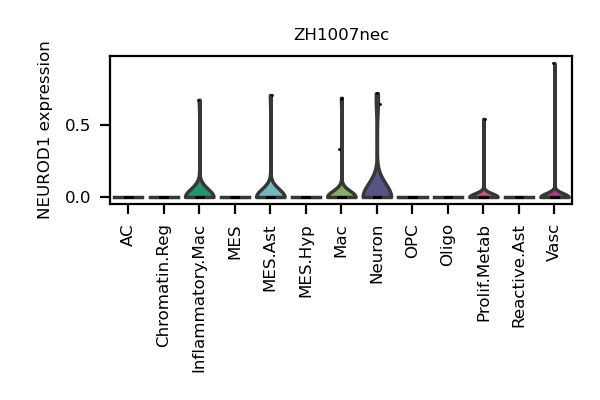 ZH1007nec
NEUROD1 expression
0.5
0.0
AC
Chromatin.Reg
Inflammatory.Mac
MES
MES.Ast
MES.Hyp
Mac
Neuron
OPC
Oligo
Prolif.Metab
Reactive.Ast
Vasc